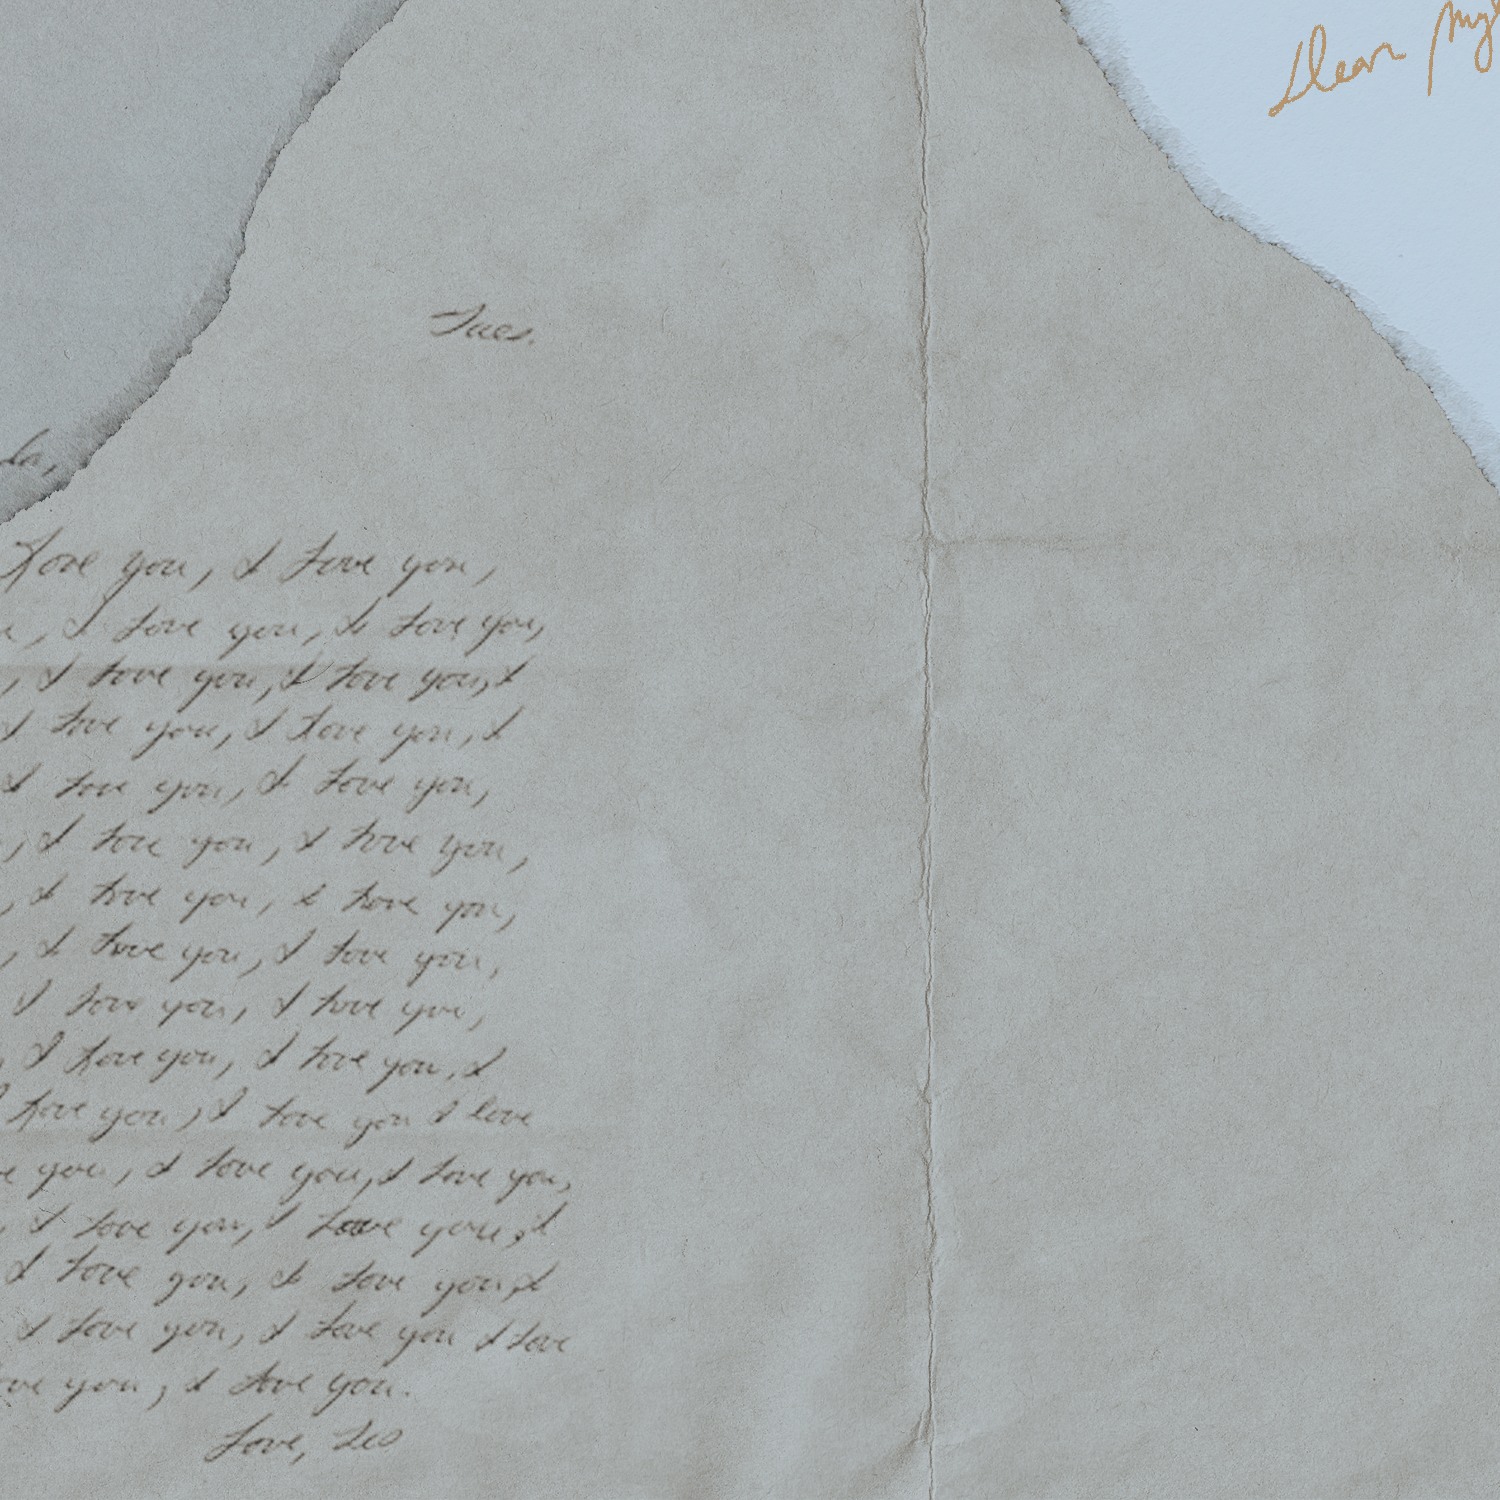 Dear My
Tues.
Love you, I love you,
, I love you, I love you,
, I love you, I love you, I
I love you, I love you, I
I love you, I love you,
, I love you, I love you,
, I love you, I love you,
, I love you, I love you,
I love you, I love you,
, I love you, I love you, I
love you, I love you I love
you, I love you, I love you,
, I love you, I love you, I
I love you, I love you, I
I love you, I love you I love
you, I love you.
Love, Leo